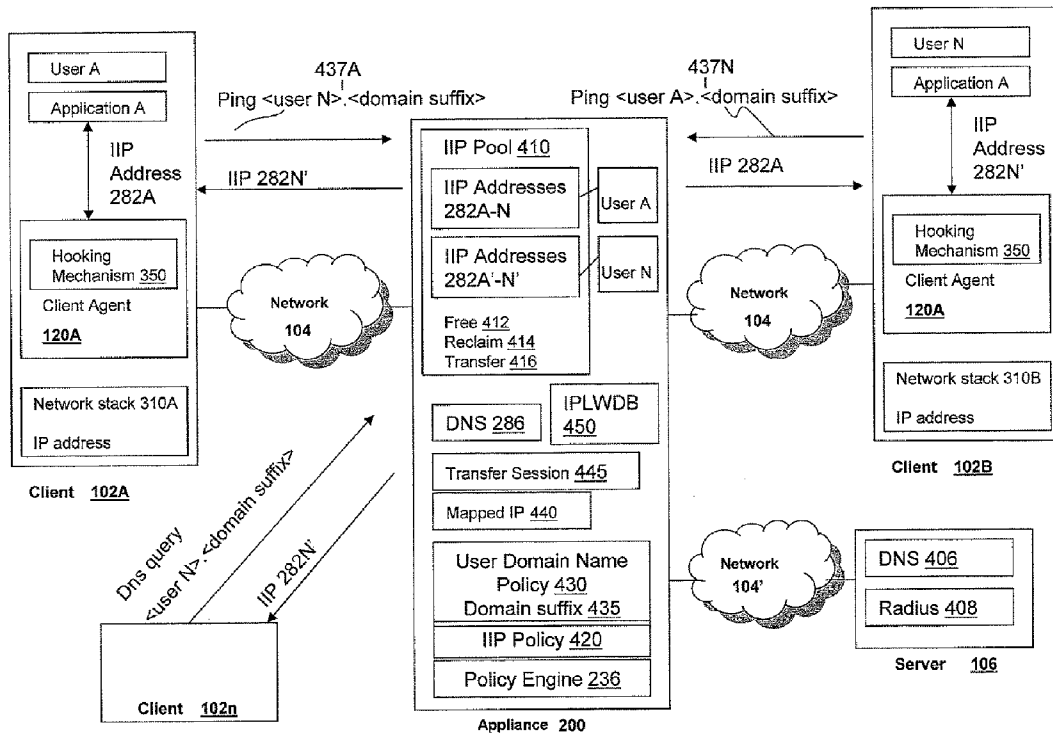 User A
Application A
IIP
Address
282A
Hooking
Mechanism 350
Client Agent
120A
Network stack 310A
IP address
Client 102A
437A
Ping <user N>.<domain suffix>
IIP 282N'
Network
104
Dns query
<user N>.<domain suffix>
IIP 282N'
Client 102n
IIP Pool 410
IIP Addresses
282A-N
User A
IIP Addresses
282A'-N'
User N
Free 412
Reclaim 414
Transfer 416
DNS 286
IPLWDB
450
Transfer Session 445
Mapped IP 440
User Domain Name
Policy 430
Domain suffix 435
IIP Policy 420
Policy Engine 236
Appliance 200
437N
Ping <user A>.<domain suffix>
IIP 282A
Network
104
User N
Application A
IIP
Address
282N'
Hooking
Mechanism 350
Client Agent
120A
Network stack 310B
IP address
Client 102B
Network
104'
DNS 406
Radius 408
Server 106